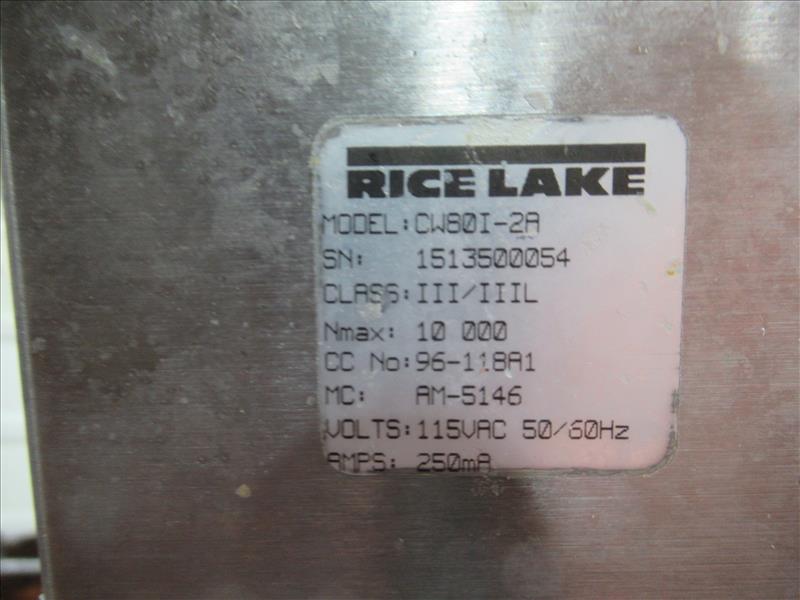 RICE LAKE
MODEL: CW80I-2A
SN: 1513500054
CLASS: III/IIIL
Nmax: 10 000
CC No: 96-118A1
MC: AM-5146
VOLTS: 115VAC 50/60Hz
AMPS: 250mA